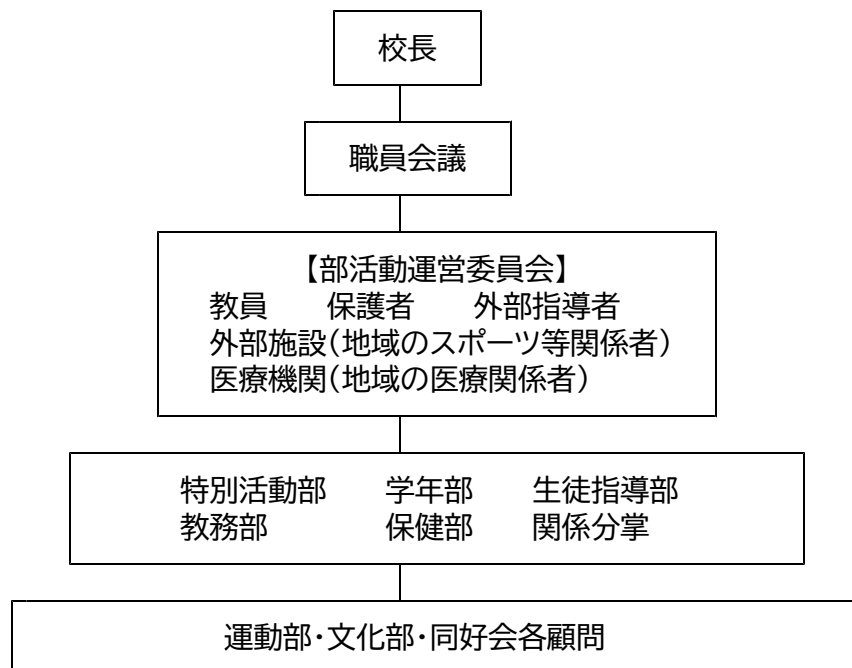 校長
職員会議
【部活動運営委員会】
教員　　保護者　　外部指導者
外部施設(地域のスポーツ等関係者)
医療機関(地域の医療関係者)
特別活動部　　学年部　　生徒指導部
教務部　　　　保健部　　関係分掌
運動部・文化部・同好会各顧問